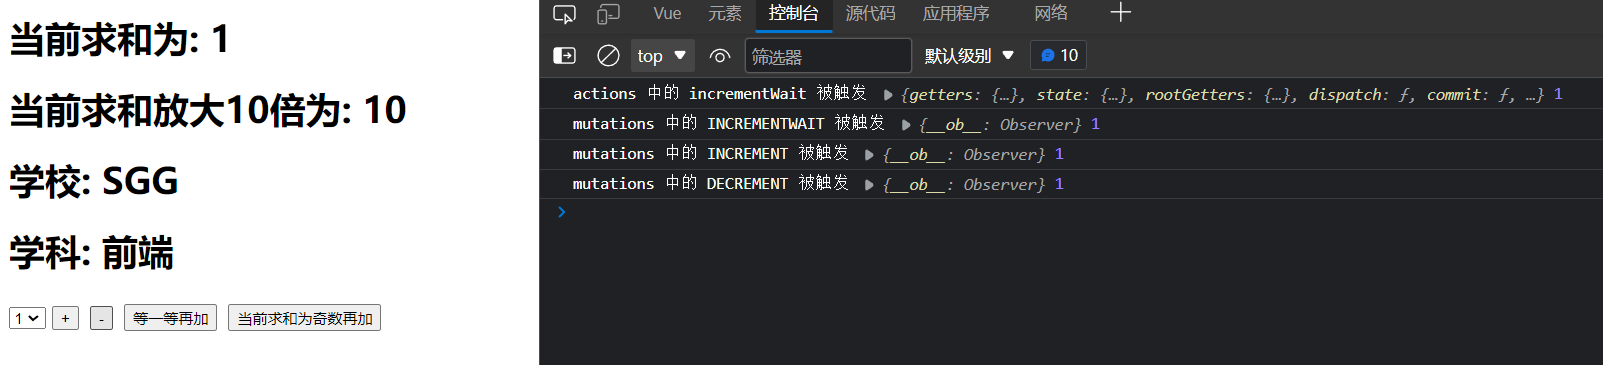 当前求和为: 1
当前求和放大10倍为: 10
学校: SGG
学科: 前端
1 + - 等一等再加 当前求和为奇数再加
Vue 元素 控制台 源代码 应用程序 网络
top 筛选器 默认级别 10
actions 中的 incrementWait 被触发 {getters: {…}, state: {…}, rootGetters: {…}, dispatch: ƒ, commit: ƒ, …} 1
mutations 中的 INCREMENTWAIT 被触发 {__ob__: Observer} 1
mutations 中的 INCREMENT 被触发 {__ob__: Observer} 1
mutations 中的 DECREMENT 被触发 {__ob__: Observer} 1